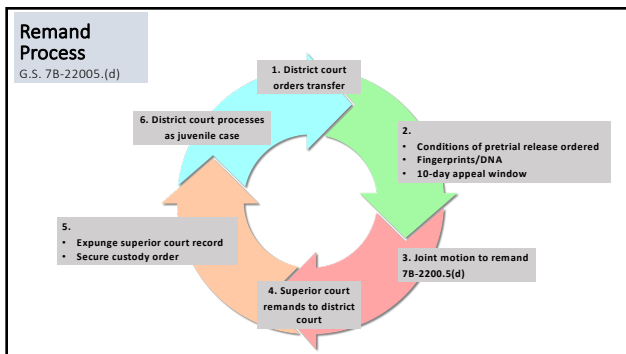 Remand
Process
G.S. 7B-22005.(d)
1. District court
orders transfer
2.
• Conditions of pretrial release ordered
• Fingerprints/DNA
• 10-day appeal window
3. Joint motion to remand
7B-2200.5(d)
4. Superior court
remands to district
court
5.
• Expunge superior court record
• Secure custody order
6. District court processes
as juvenile case